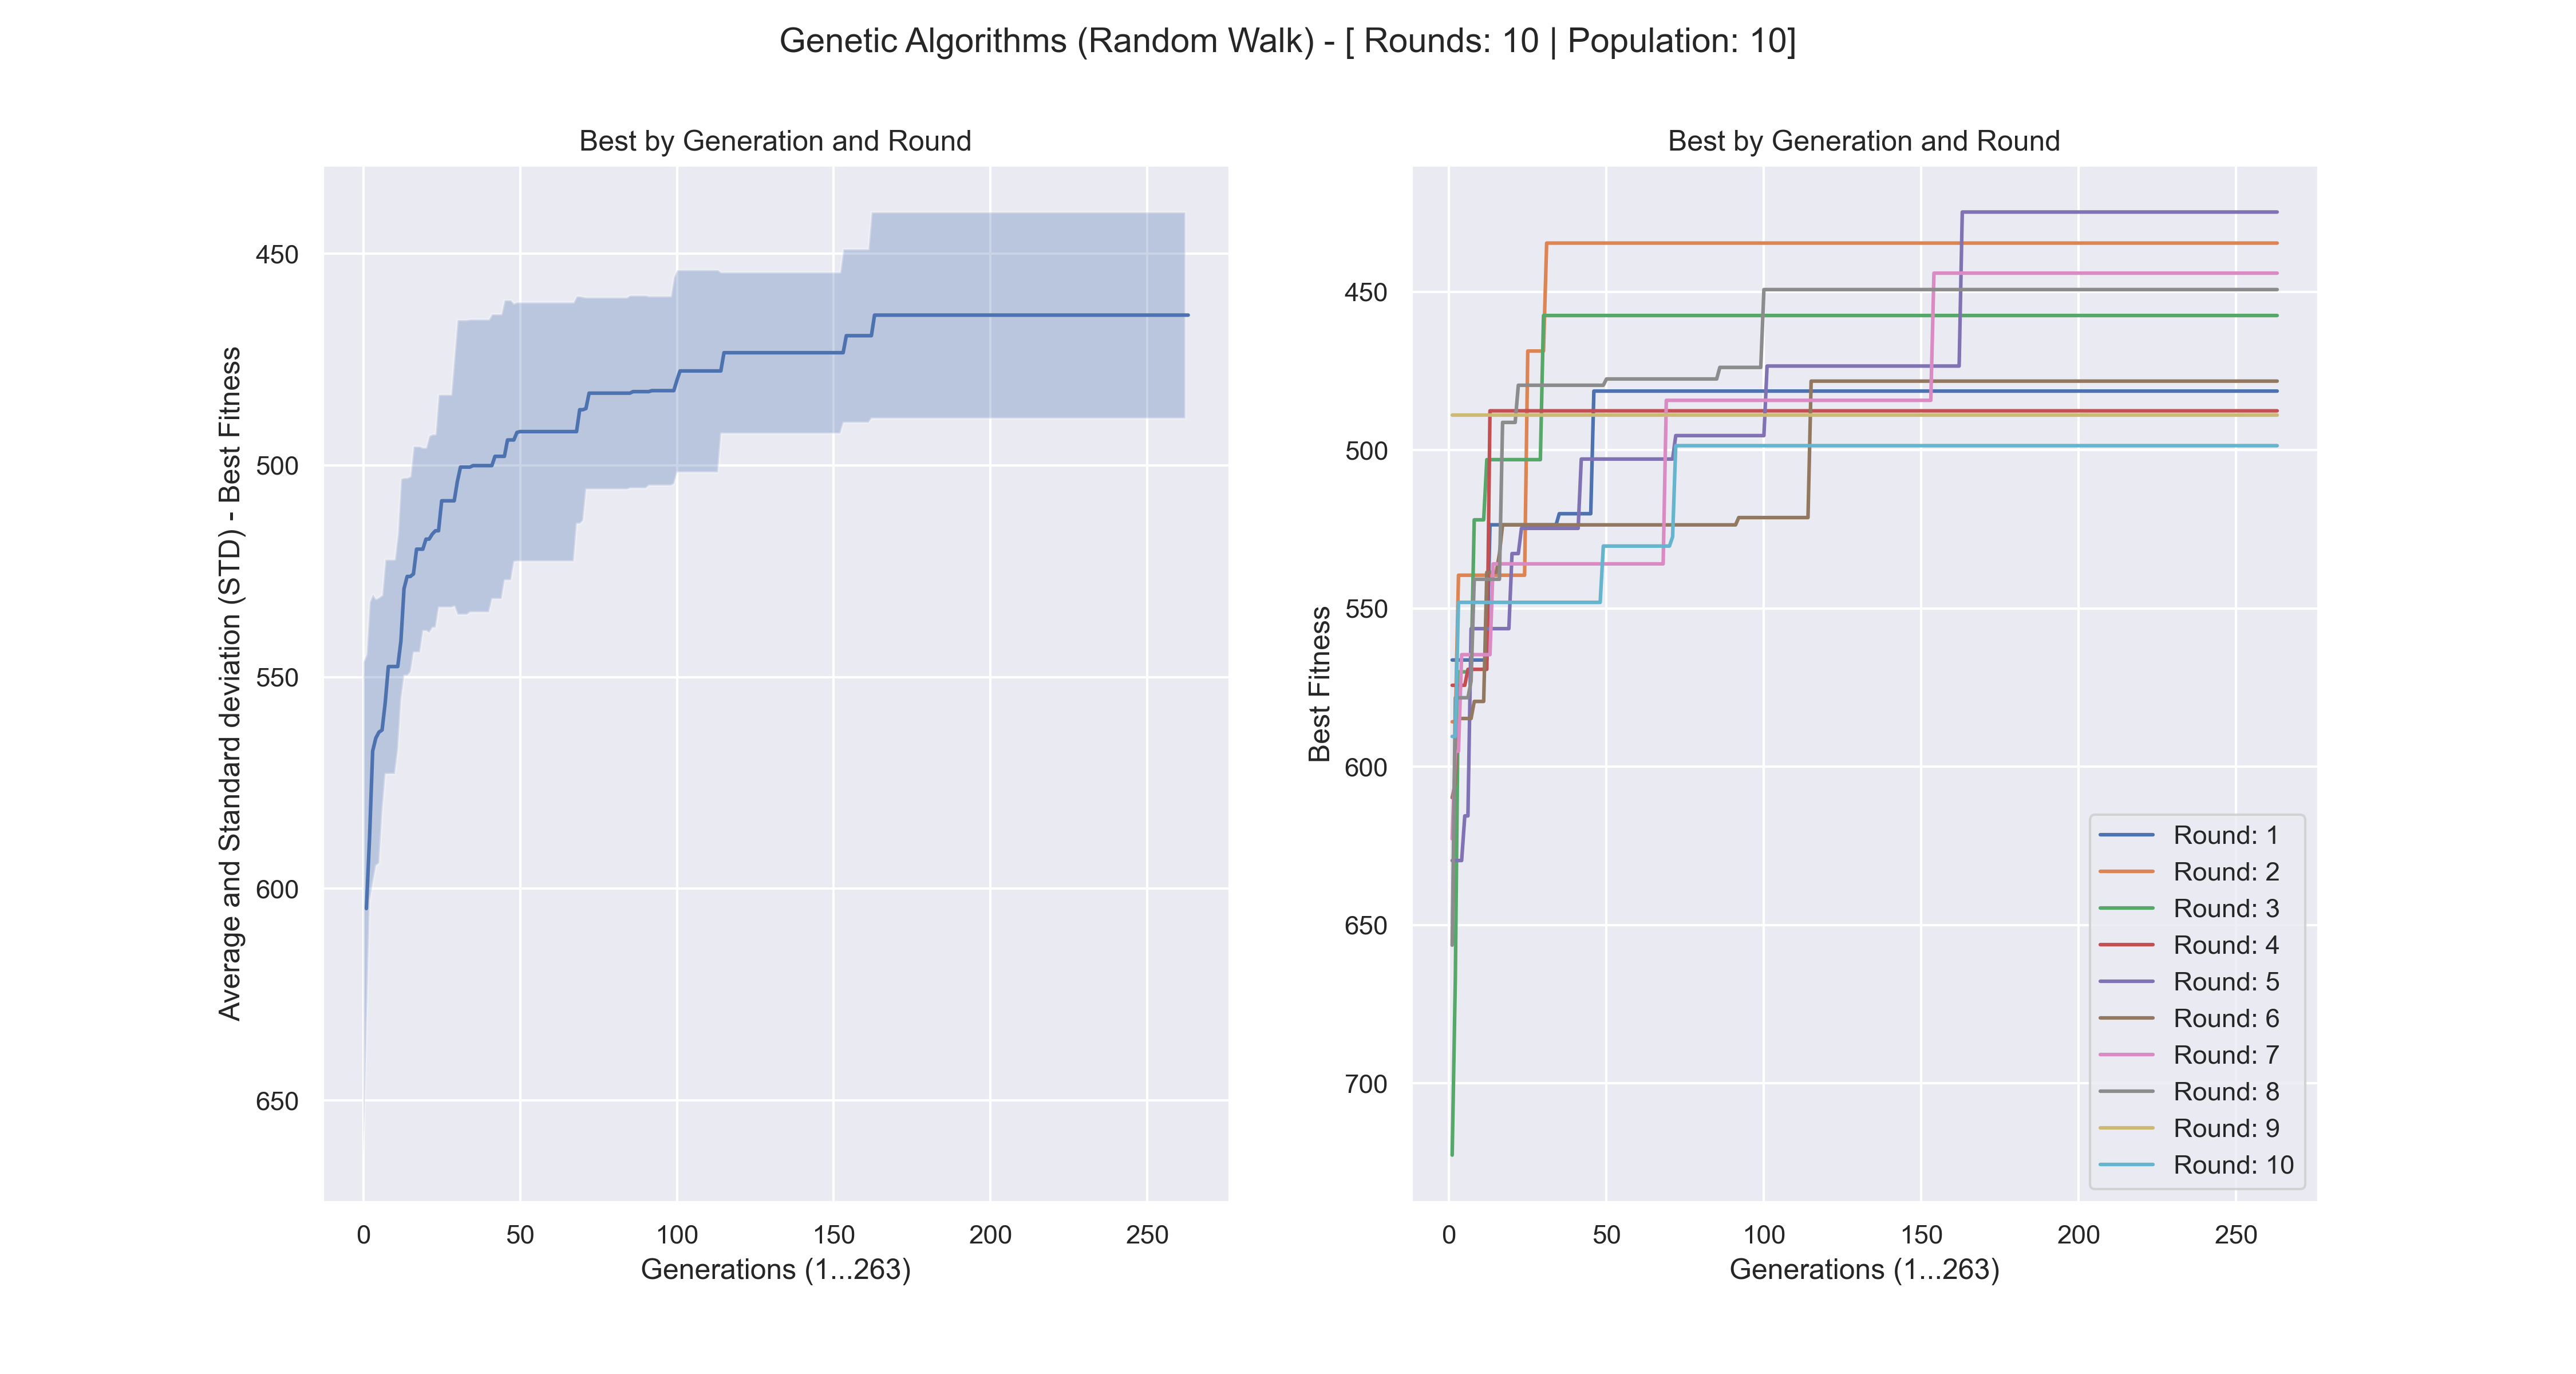 Genetic Algorithms (Random Walk) - [ Rounds: 10 | Population: 10]
Best by Generation and Round
Average and Standard deviation (STD) - Best Fitness
450
500
550
600
650
0 50 100 150 200 250
Generations (1...263)
Best by Generation and Round
Best Fitness
450
500
550
600
650
700
0 50 100 150 200 250
Generations (1...263)
Round: 1
Round: 2
Round: 3
Round: 4
Round: 5
Round: 6
Round: 7
Round: 8
Round: 9
Round: 10